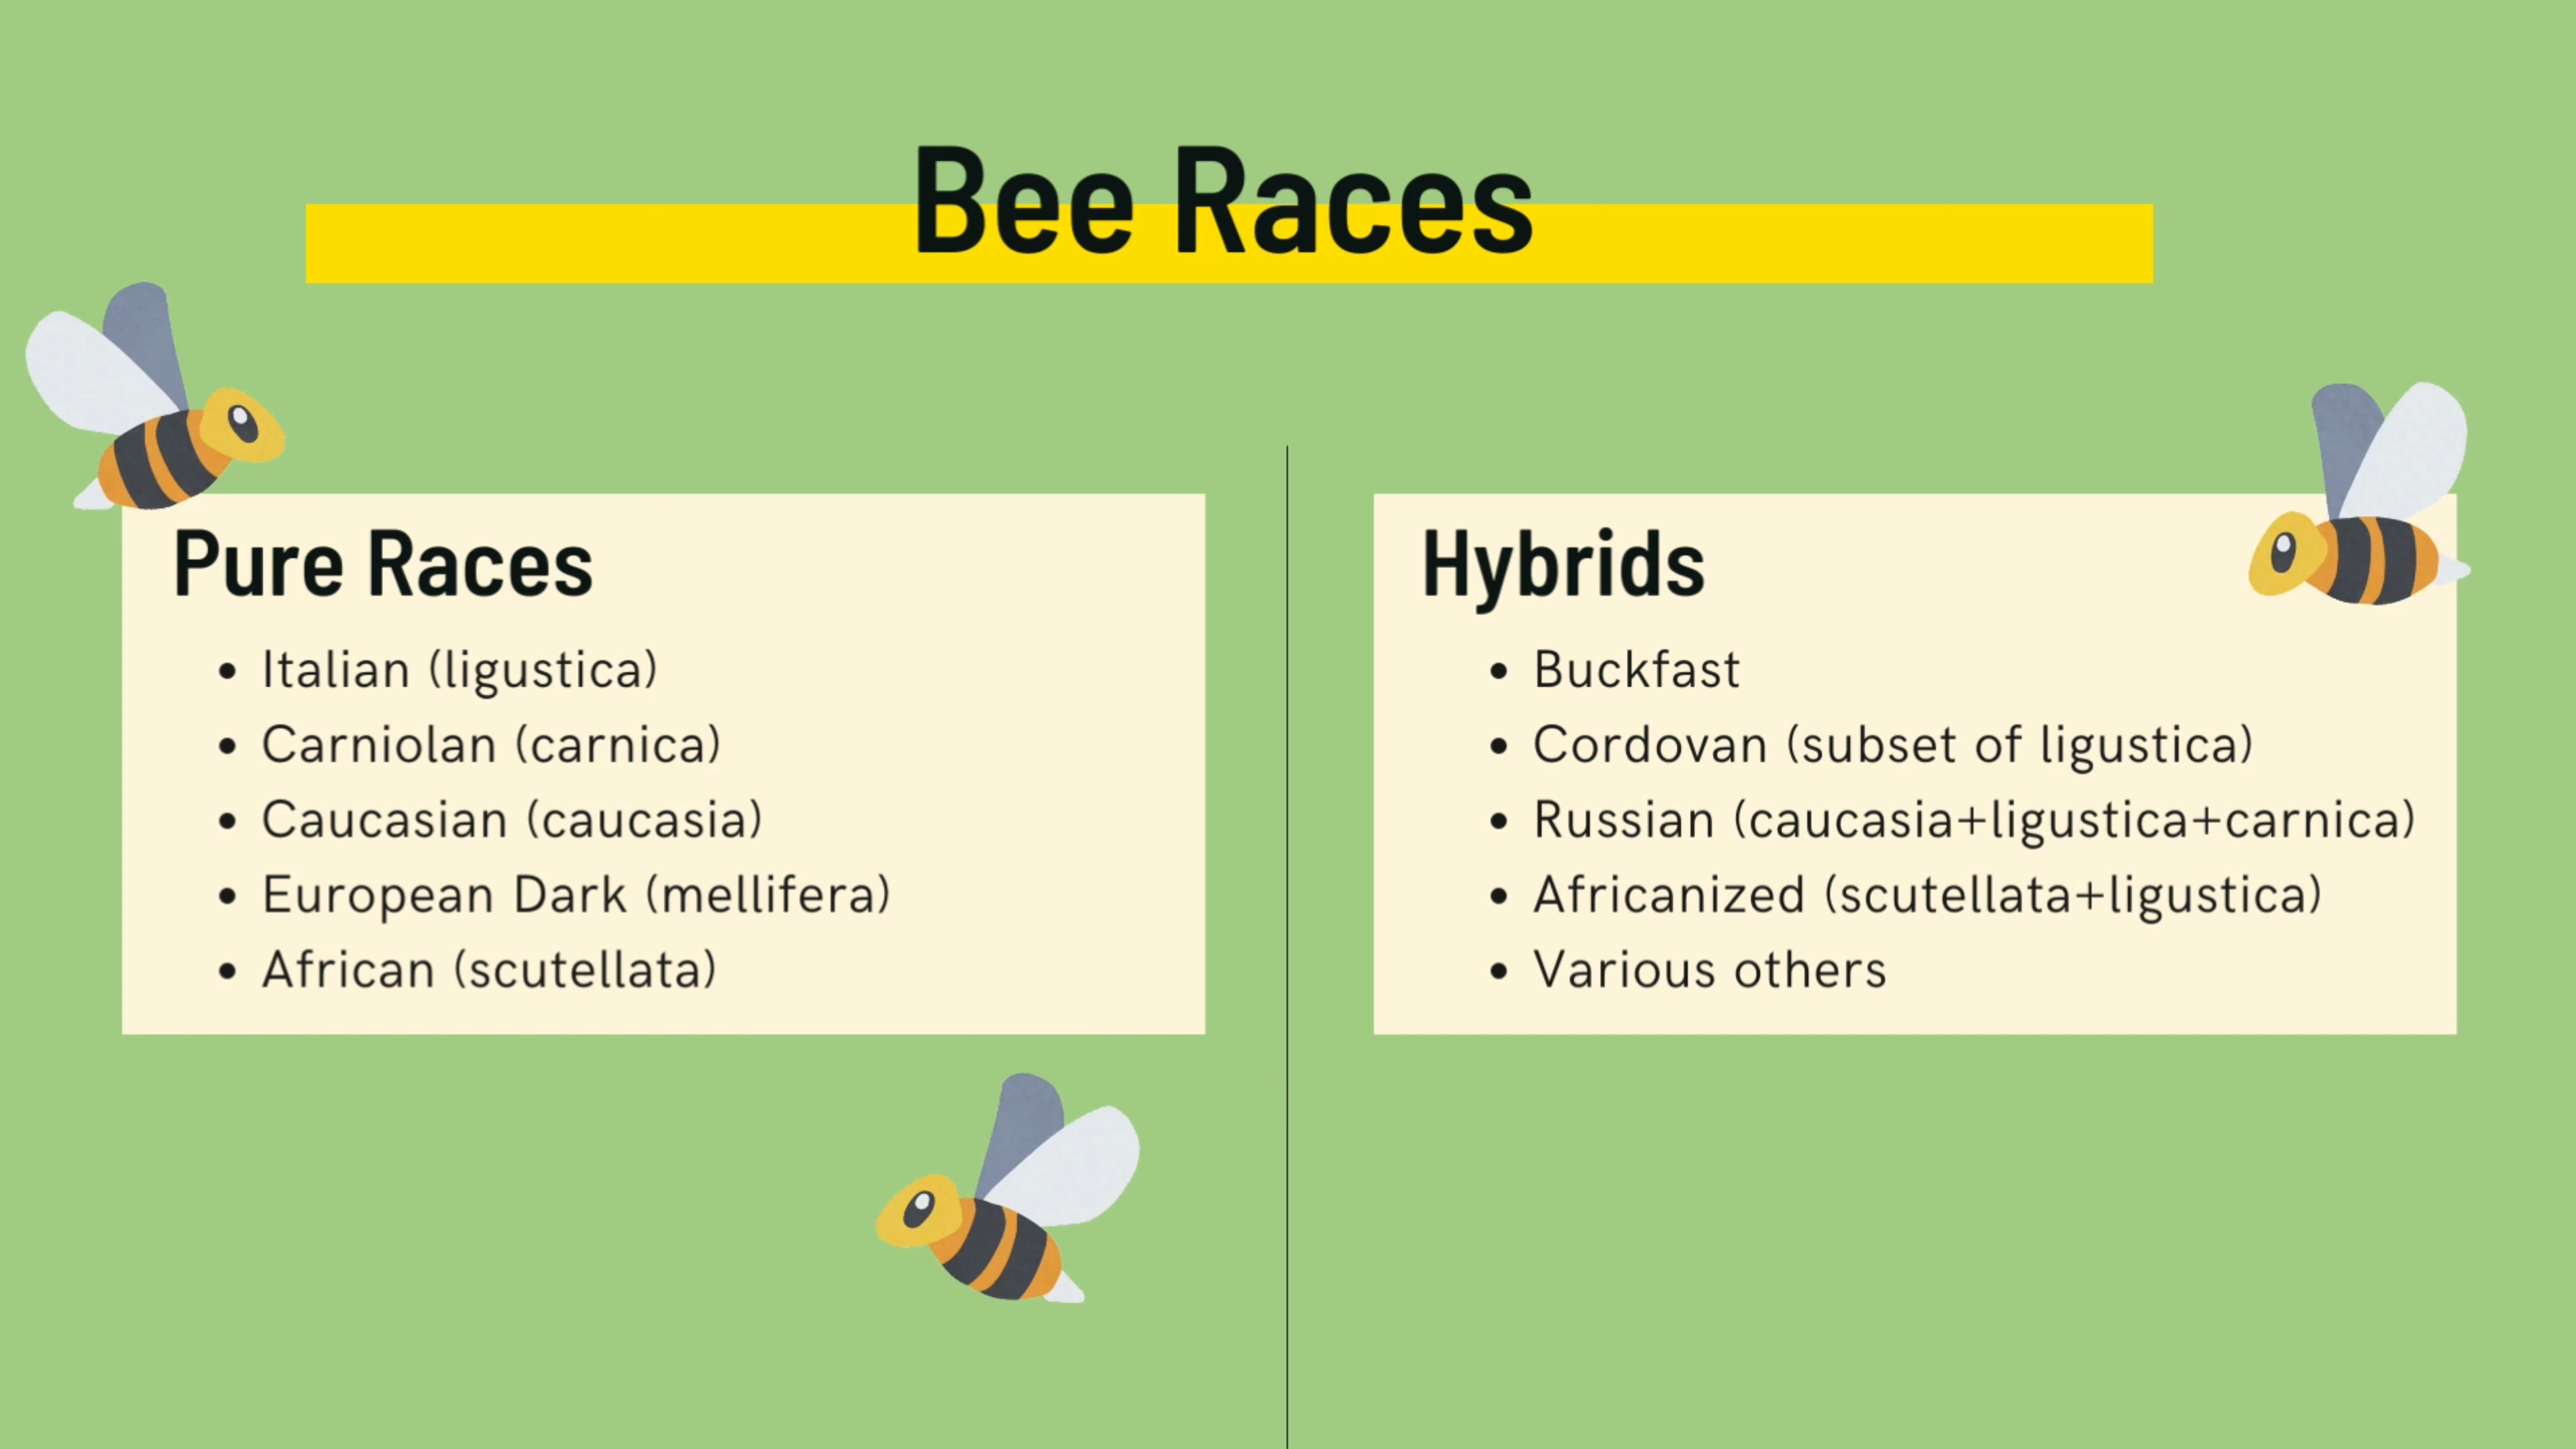 Bee Races
Pure Races
• Italian (ligustica)
• Carniolan (carnica)
• Caucasian (caucasia)
• European Dark (mellifera)
• African (scutellata)
Hybrids
• Buckfast
• Cordovan (subset of ligustica)
• Russian (caucasia+ligustica+carnica)
• Africanized (scutellata+ligustica)
• Various others